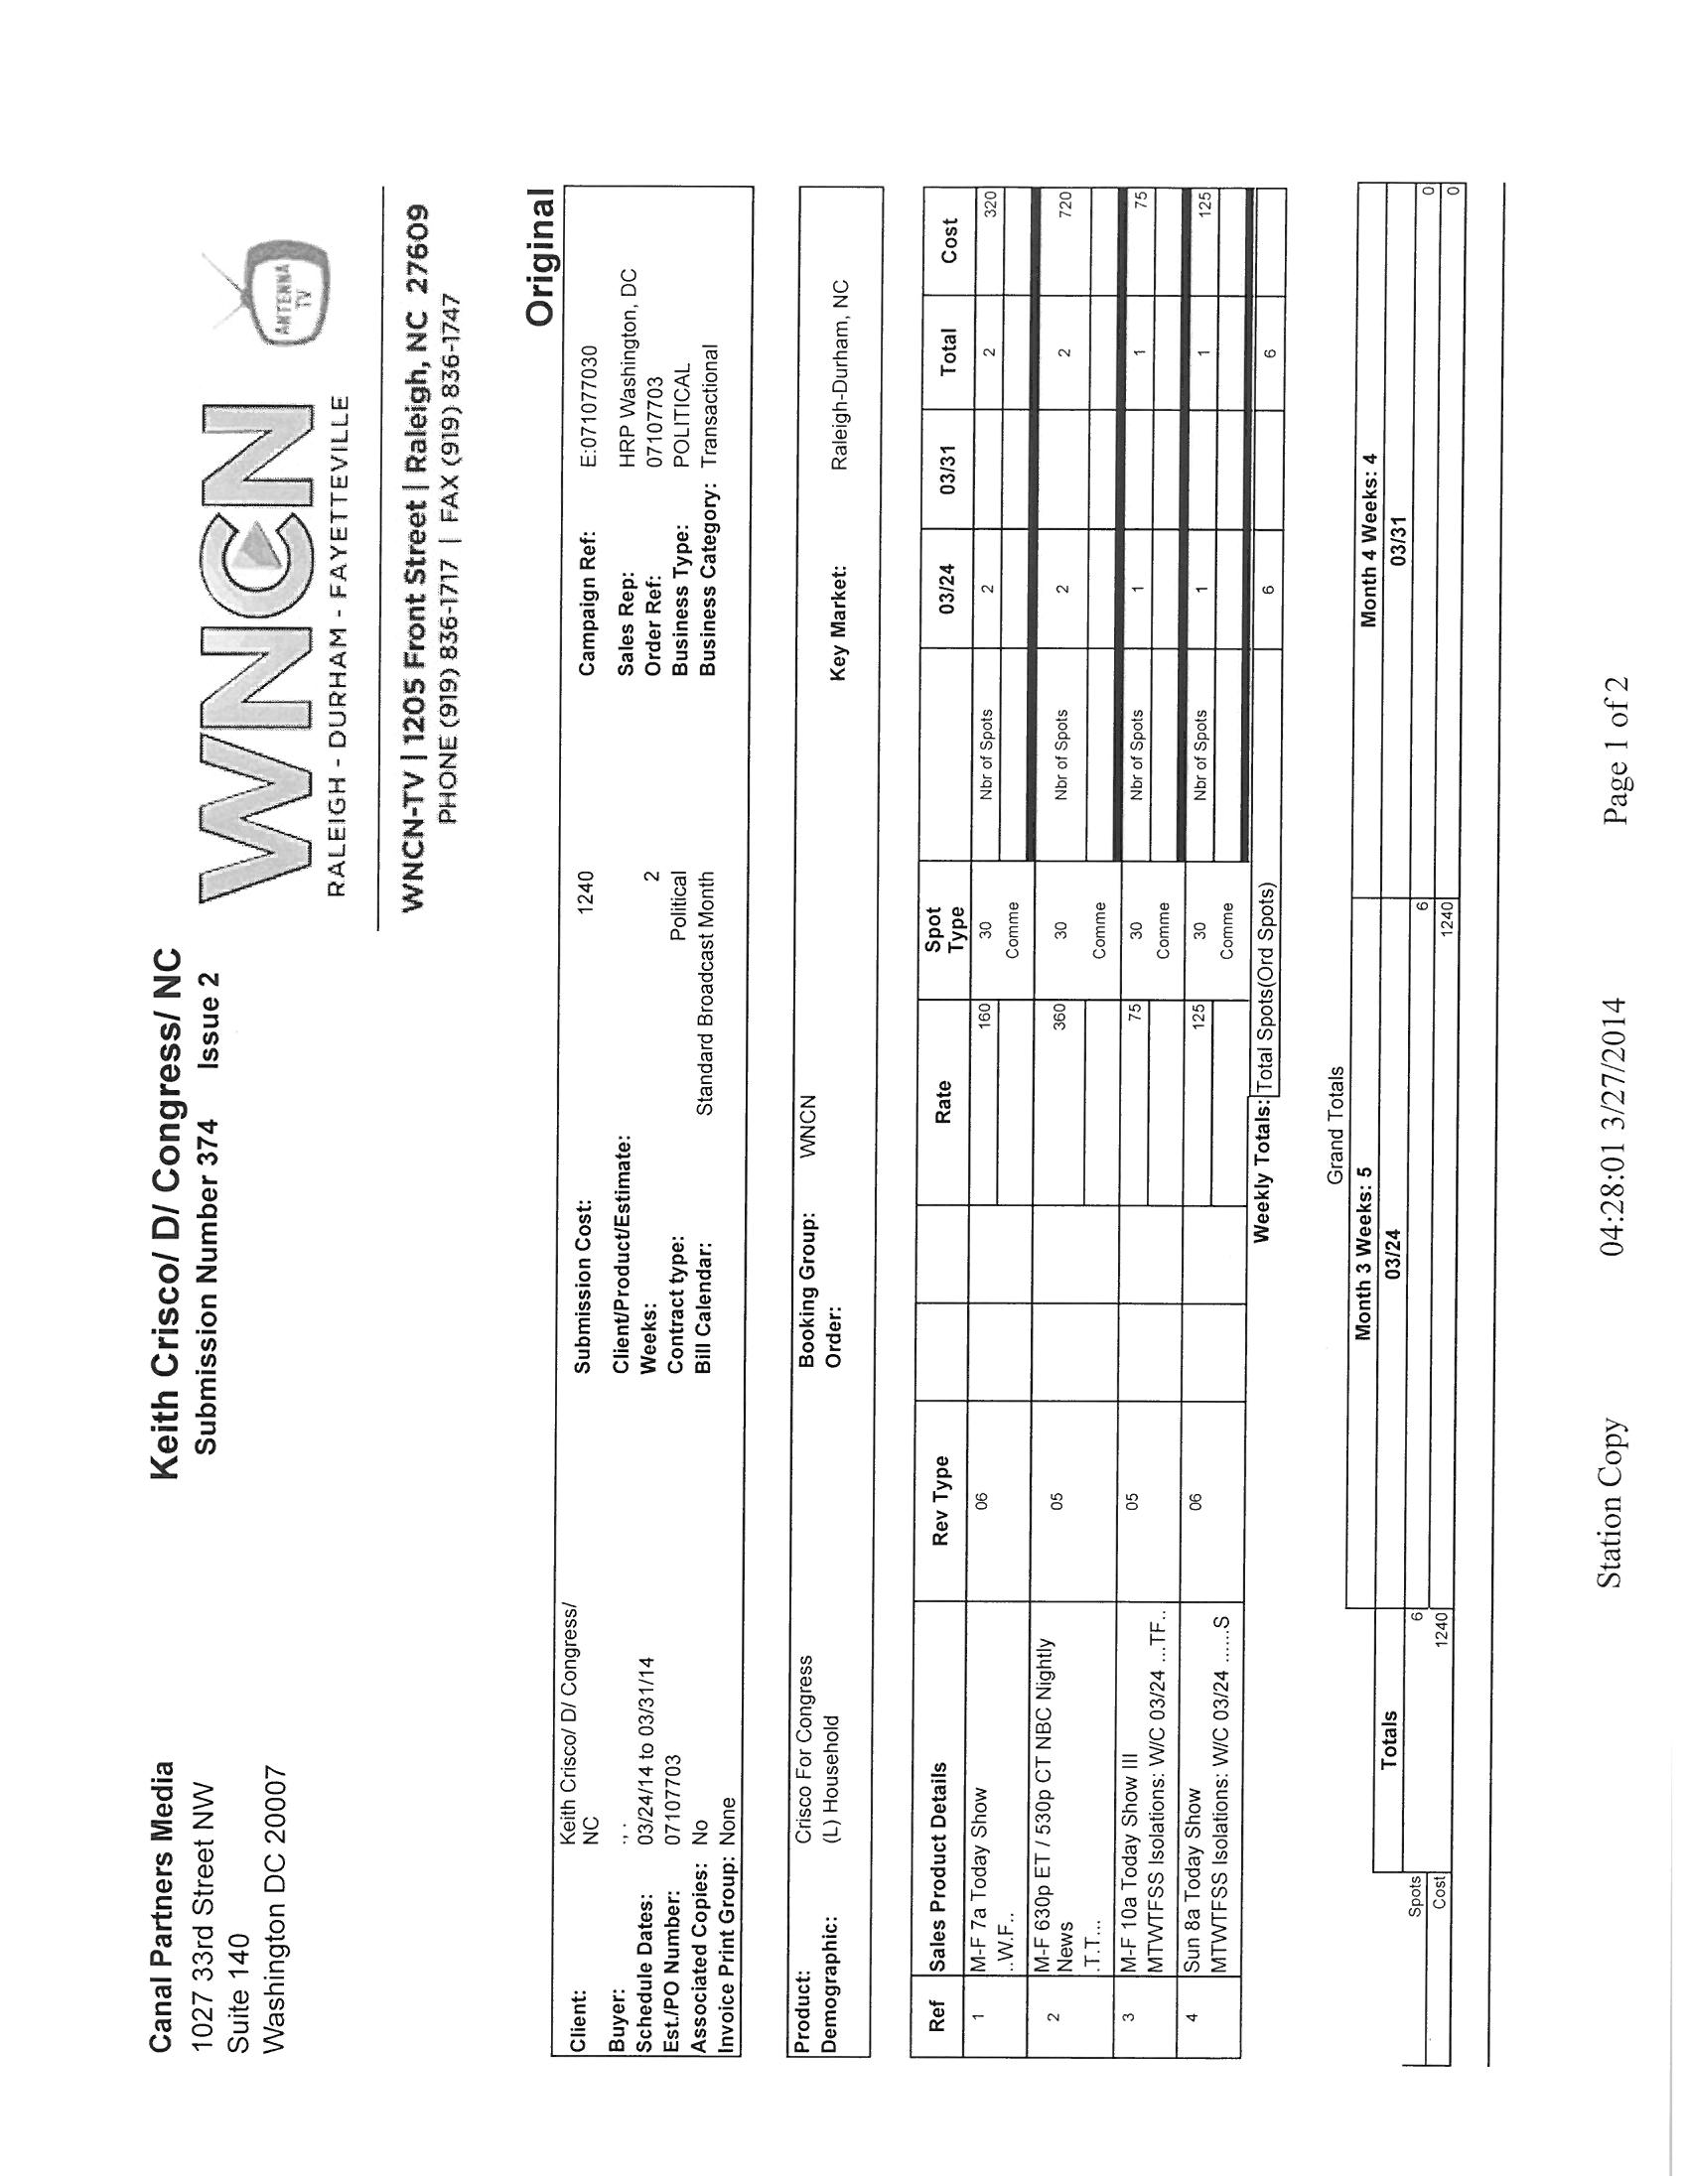 Canal Partners Media
1027 33rd Street NW
Suite 140
Washington DC 20007
Keith Crisco/ D/ Congress/ NC
Submission Number 374 Issue 2
WNCN
RALEIGH - DURHAM - FAYETTEVILLE
ANTENNA
TV
WNCN-TV | 1205 Front Street | Raleigh, NC 27609
PHONE (919) 836-1717 | FAX (919) 836-1747
Original
Client: Keith Crisco/ D/ Congress/
NC
Submission Cost: 1240
Campaign Ref: E:071077030
Buyer: ., .
Client/Product/Estimate:
Sales Rep: HRP Washington, DC
Schedule Dates: 03/24/14 to 03/31/14
Weeks: 2
Order Ref: 07107703
Est./PO Number: 07107703
Contract type: Political
Business Type: POLITICAL
Associated Copies: No
Bill Calendar: Standard Broadcast Month
Business Category: Transactional
Invoice Print Group: None
Product: Crisco For Congress
Booking Group: WNCN
Demographic: (L) Household
Order:
Key Market: Raleigh-Durham, NC
Ref Sales Product Details Rev Type Rate Spot Type 03/24 03/31 Total Cost
1 M-F 7a Today Show 06 160 30 Nbr of Spots 2 2 320
..W.F.. Comme
2 M-F 630p ET / 530p CT NBC Nightly 05 360 30 Nbr of Spots 2 2 720
News
.T.T... Comme
3 M-F 10a Today Show III 05 75 30 Nbr of Spots 1 1 75
MTWTFSS Isolations: W/C 03/24 ...TF.. Comme
4 Sun 8a Today Show 06 125 30 Nbr of Spots 1 1 125
MTWTFSS Isolations: W/C 03/24 ......S Comme
Weekly Totals: Total Spots(Ord Spots) 6 6
Grand Totals
Month 3 Weeks: 5 Month 4 Weeks: 4
Totals 03/24 03/31
Spots 6 6 0
Cost 1240 1240 0
Station Copy 04:28:01 3/27/2014 Page 1 of 2